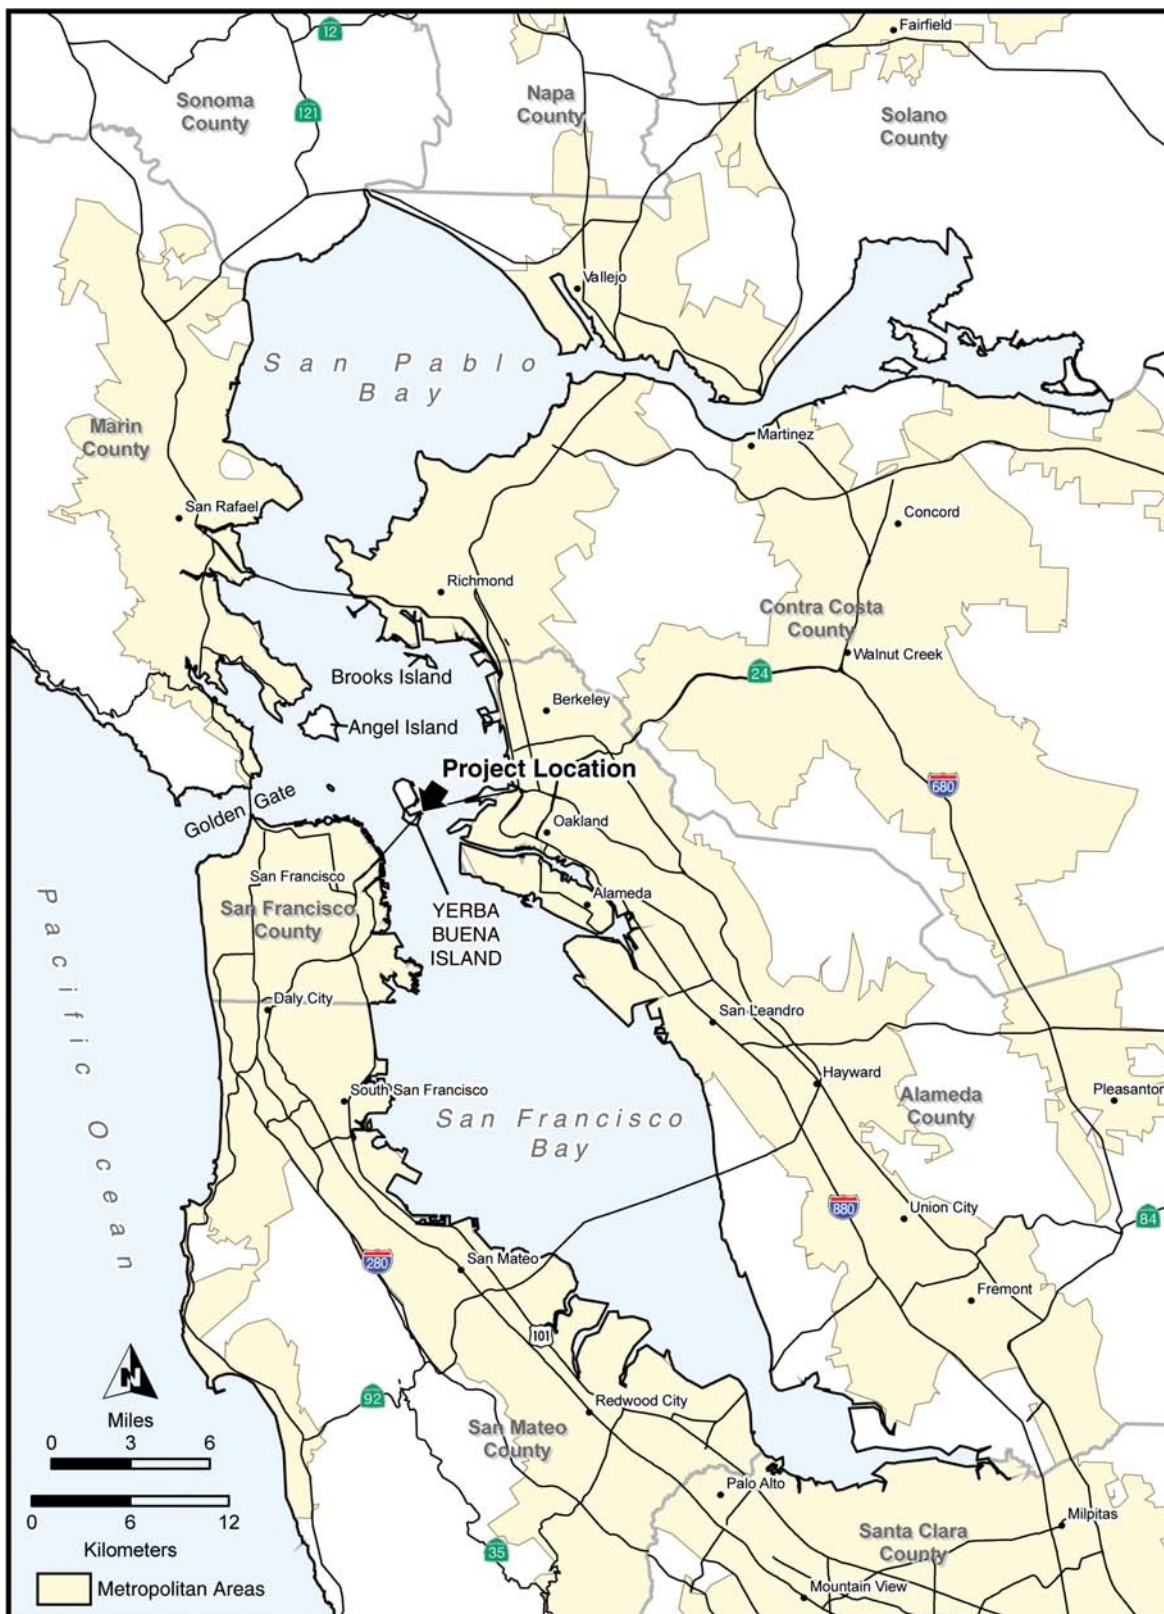 12
Fairfield
Sonoma
County
121
Napa
County
Solano
County
Vallejo
San Pablo
Bay
Marin
County
Martinez
San Rafael
Concord
Richmond
Contra Costa
County
Walnut Creek
24
Brooks Island
Berkeley
Angel Island
Project Location
680
Golden Gate
Oakland
San Francisco
Alameda
San Francisco
County
YERBA
BUENA
ISLAND
Pacific Ocean
Daly City
San Leandro
Hayward
South San Francisco
Alameda
County
Pleasanton
San Francisco
Bay
880
Union City
84
280
San Mateo
Fremont
101
N
92
Redwood City
Miles
0 3 6
San Mateo
County
Palo Alto
0 6 12
Kilometers
Milpitas
Santa Clara
County
35
Metropolitan Areas
Mountain View